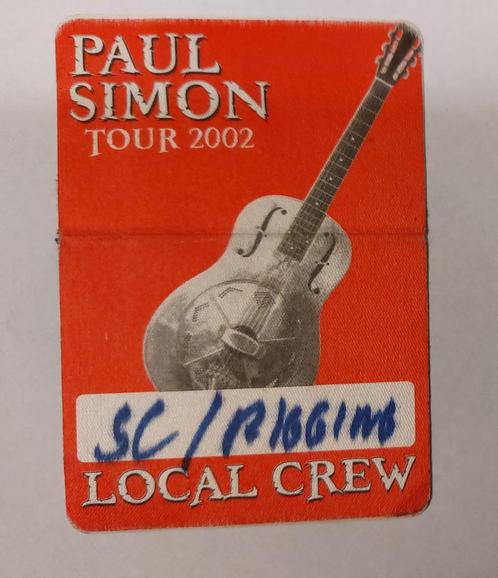 PAUL
SIMON
TOUR 2002
SC/RIGGING
LOCAL CREW